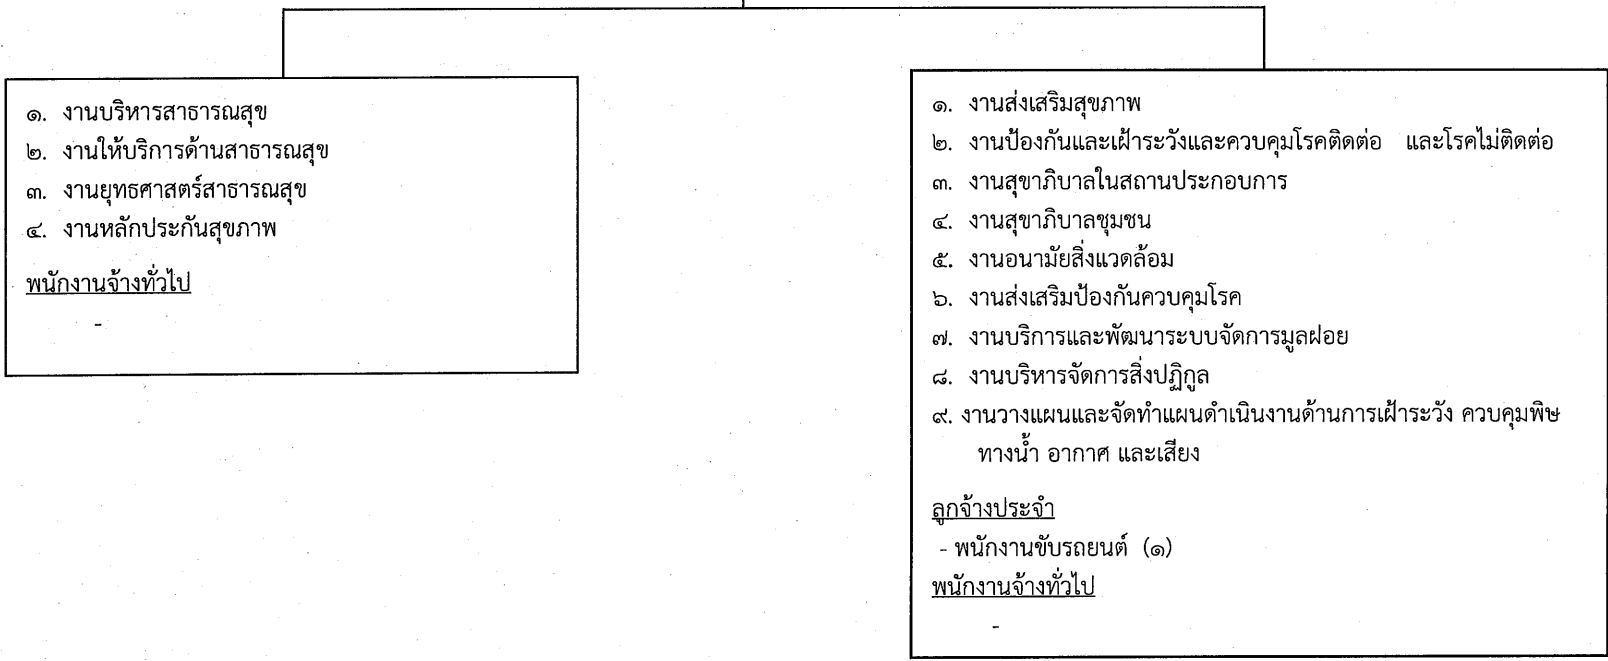 ๑. งานบริหารสาธารณสุข
๒. งานให้บริการด้านสาธารณสุข
๓. งานยุทธศาสตร์สาธารณสุข
๔. งานหลักประกันสุขภาพ
พนักงานจ้างทั่วไป
-
๑. งานส่งเสริมสุขภาพ
๒. งานป้องกันและเฝ้าระวังและควบคุมโรคติดต่อ และโรคไม่ติดต่อ
๓. งานสุขาภิบาลในสถานประกอบการ
๔. งานสุขาภิบาลชุมชน
๕. งานอนามัยสิ่งแวดล้อม
๖. งานส่งเสริมป้องกันควบคุมโรค
๗. งานบริการและพัฒนาระบบจัดการมูลฝอย
๘. งานบริหารจัดการสิ่งปฏิกูล
๙. งานวางแผนและจัดทำแผนดำเนินงานด้านการเฝ้าระวัง ควบคุมพิษ
ทางน้ำ อากาศ และเสียง
ลูกจ้างประจำ
- พนักงานขับรถยนต์ (๑)
พนักงานจ้างทั่วไป
-